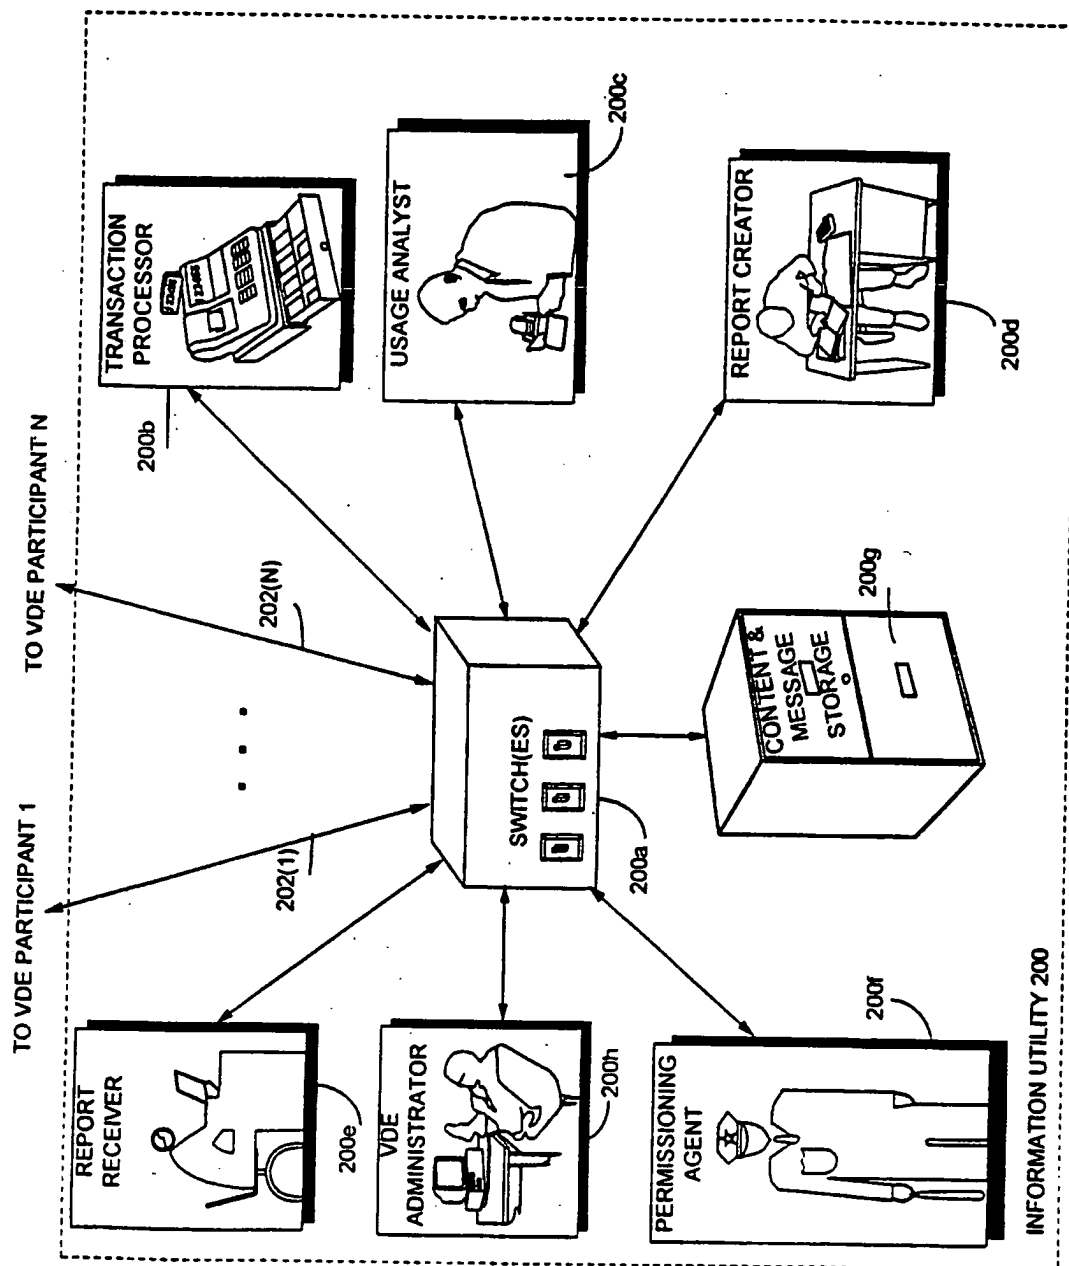 TO VDE PARTICIPANT 1
TO VDE PARTICIPANT N
REPORT
RECEIVER
200e
202(1)
202(N)
TRANSACTION
PROCESSOR
200b
VDE
ADMINISTRATOR
200h
SWITCH(ES)
200a
USAGE ANALYST
200c
PERMISSIONING
AGENT
200f
CONTENT &
MESSAGE
STORAGE
200g
REPORT CREATOR
200d
INFORMATION UTILITY 200